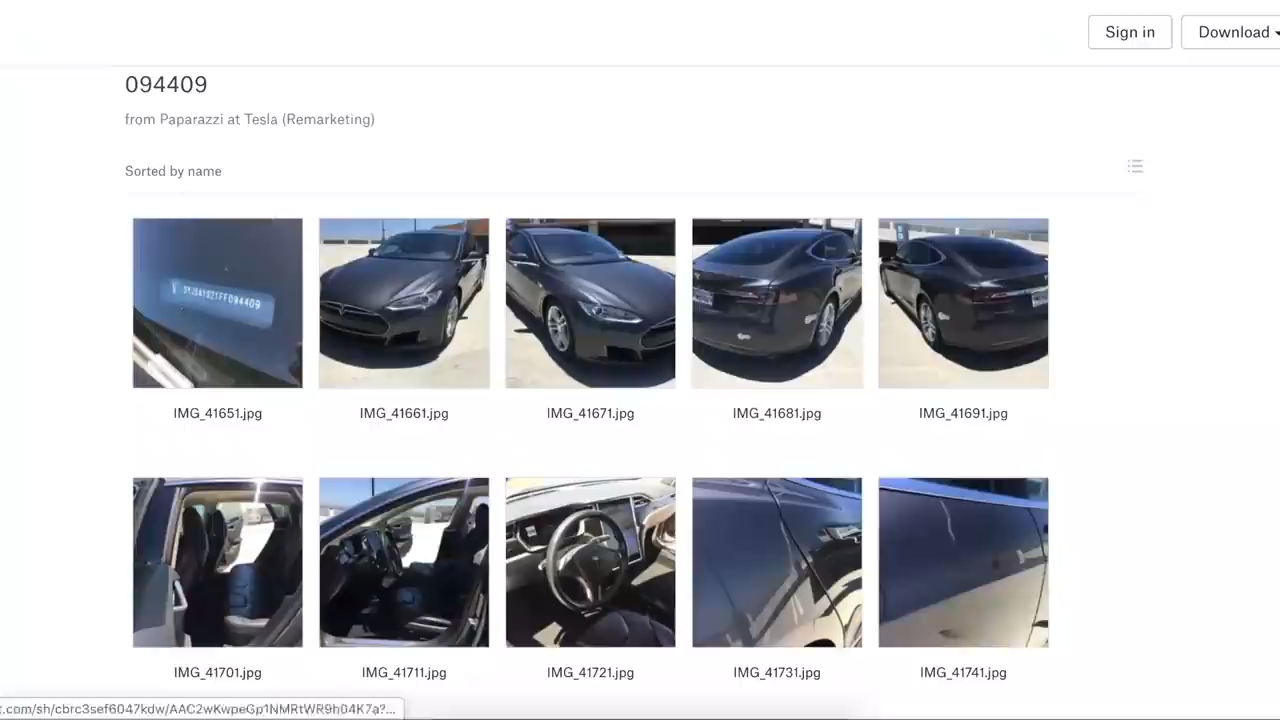 Sign in
Download
094409
from Paparazzi at Tesla (Remarketing)
Sorted by name
IMG_41651.jpg
IMG_41661.jpg
IMG_41671.jpg
IMG_41681.jpg
IMG_41691.jpg
IMG_41701.jpg
IMG_41711.jpg
IMG_41721.jpg
IMG_41731.jpg
IMG_41741.jpg